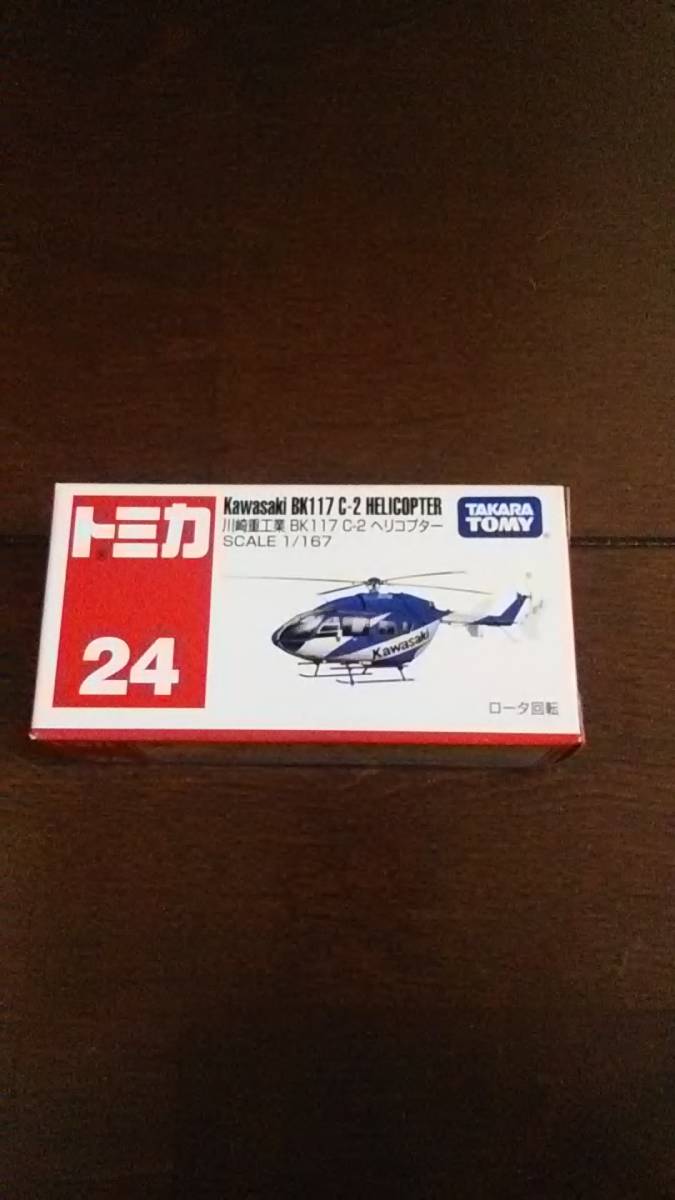 トミカ
24
Kawasaki BK117 C-2 HELICOPTER
川崎重工業 BK117 C-2 ヘリコプター
SCALE 1/167
TAKARA
TOMY
Kawasaki
ロータ回転